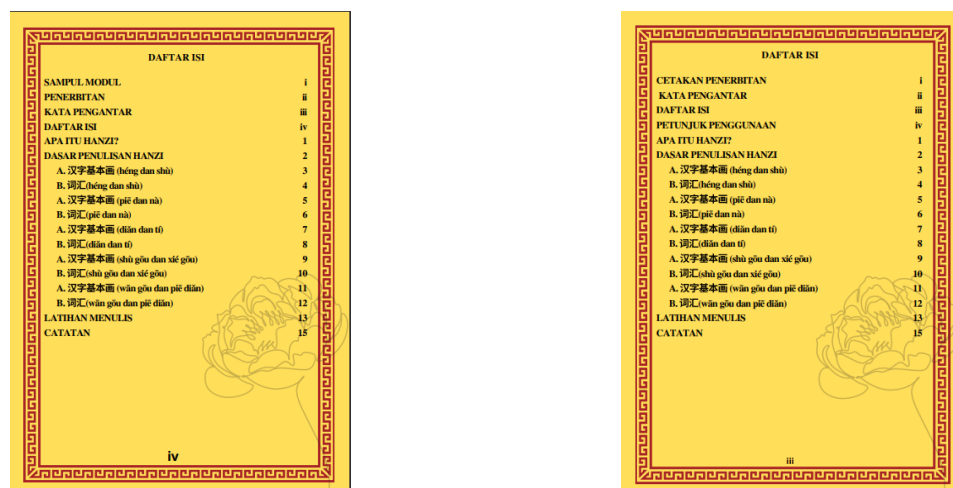 DAFTAR ISI
SAMPUL MODUL i
PENERBITAN ii
KATA PENGANTAR iii
DAFTAR ISI iv
APA ITU HANZI? 1
DASAR PENULISAN HANZI 2
A. 汉字基本画 (héng dan shù) 3
B. 词汇(héng dan shù) 4
A. 汉字基本画 (piě dan nà) 5
B. 词汇(piě dan nà) 6
A. 汉字基本画 (diǎn dan tí) 7
B. 词汇(diǎn dan tí) 8
A. 汉字基本画 (shù gōu dan xié gōu) 9
B. 词汇(shù gōu dan xié gōu) 10
A. 汉字基本画 (wān gōu dan piě diǎn) 11
B. 词汇(wān gōu dan piě diǎn) 12
LATIHAN MENULIS 13
CATATAN 15
iv
DAFTAR ISI
CETAKAN PENERBITAN i
KATA PENGANTAR ii
DAFTAR ISI iii
PETUNJUK PENGGUNAAN iv
APA ITU HANZI? 1
DASAR PENULISAN HANZI 2
A. 汉字基本画 (héng dan shù) 3
B. 词汇(héng dan shù) 4
A. 汉字基本画 (piě dan nà) 5
B. 词汇(piě dan nà) 6
A. 汉字基本画 (diǎn dan tí) 7
B. 词汇(diǎn dan tí) 8
A. 汉字基本画 (shù gōu dan xié gōu) 9
B. 词汇(shù gōu dan xié gōu) 10
A. 汉字基本画 (wān gōu dan piě diǎn) 11
B. 词汇(wān gōu dan piě diǎn) 12
LATIHAN MENULIS 13
CATATAN 15
iii